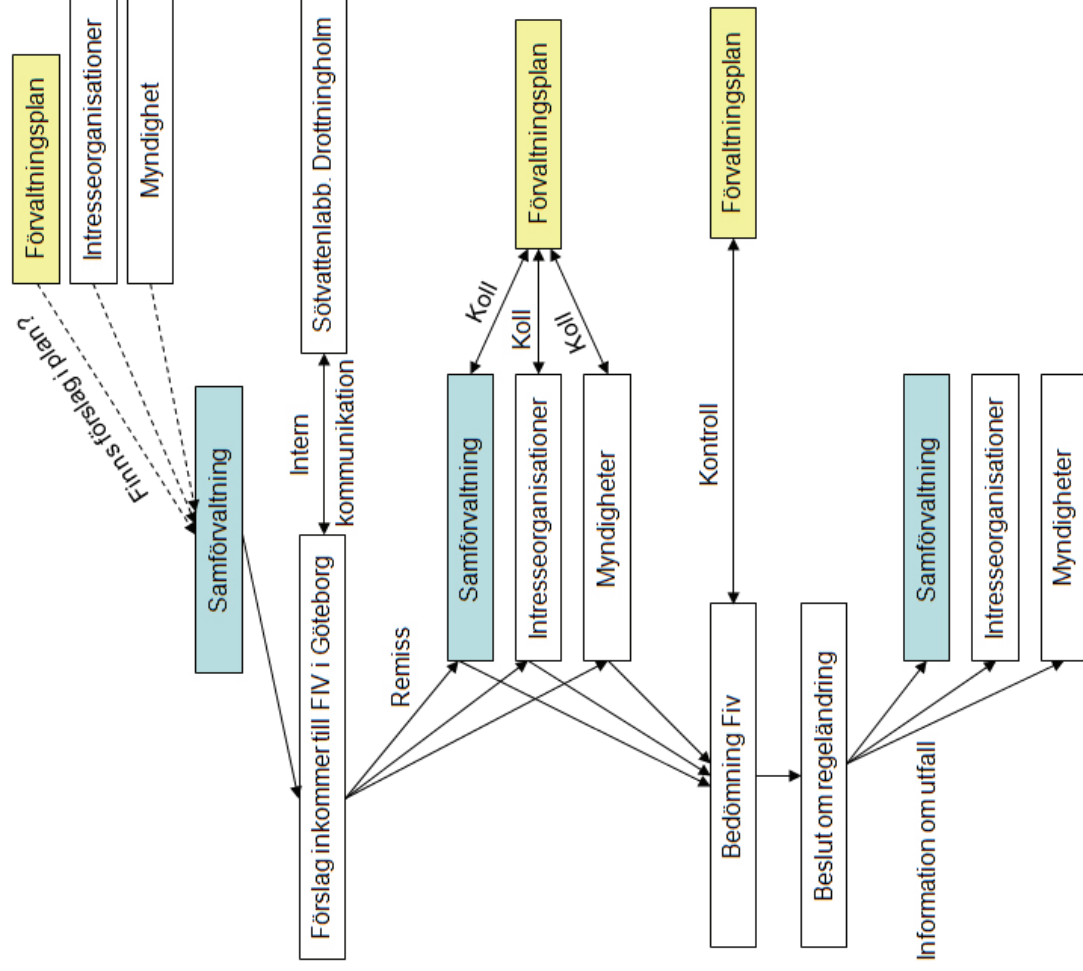 Förvaltningsplan
Intresseorganisationer
Myndighet
Finns förslag i plan?
Samförvaltning
Förslag inkommer till FIV i Göteborg
Intern
kommunikation
Sötvattenlabb. Drottningholm
Remiss
Samförvaltning
Intresseorganisationer
Myndigheter
Koll
Koll
Koll
Förvaltningsplan
Bedömning Fiv
Kontroll
Förvaltningsplan
Beslut om regeländring
Information om utfall
Samförvaltning
Intresseorganisationer
Myndigheter